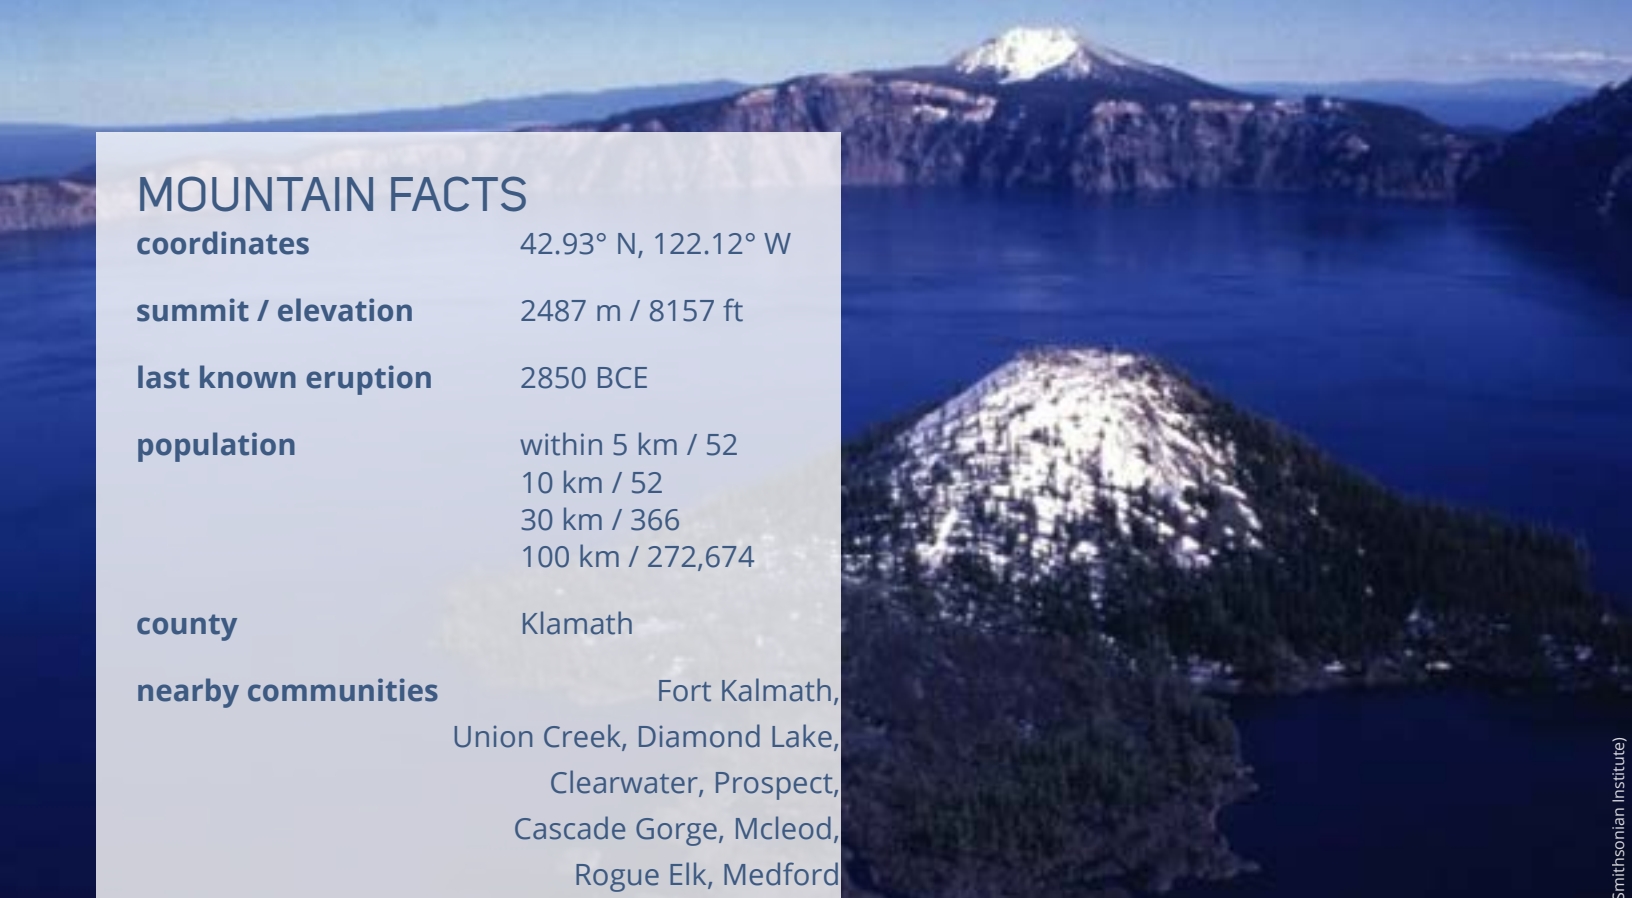 MOUNTAIN FACTS
coordinates 42.93° N, 122.12° W
summit / elevation 2487 m / 8157 ft
last known eruption 2850 BCE
population within 5 km / 52
10 km / 52
30 km / 366
100 km / 272,674
county Klamath
nearby communities Fort Kalmath,
Union Creek, Diamond Lake,
Clearwater, Prospect,
Cascade Gorge, Mcleod,
Rogue Elk, Medford
Smithsonian Institute)